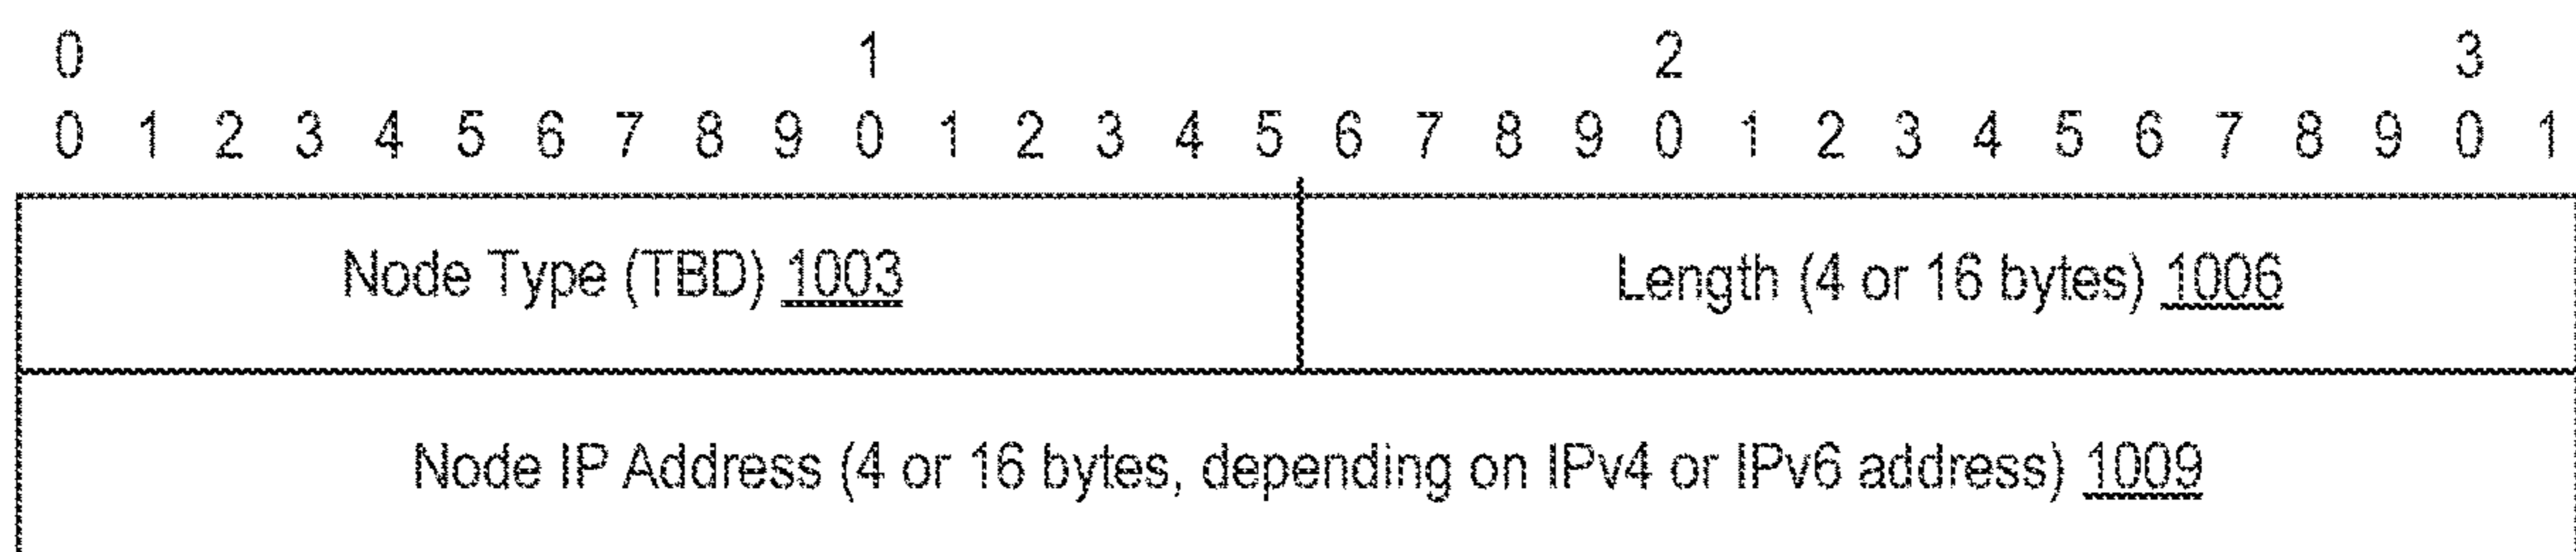 0 1 2 3
0 1 2 3 4 5 6 7 8 9 0 1 2 3 4 5 6 7 8 9 0 1 2 3 4 5 6 7 8 9 0 1
Node Type (TBD) 1003 Length (4 or 16 bytes) 1006
Node IP Address (4 or 16 bytes, depending on IPv4 or IPv6 address) 1009